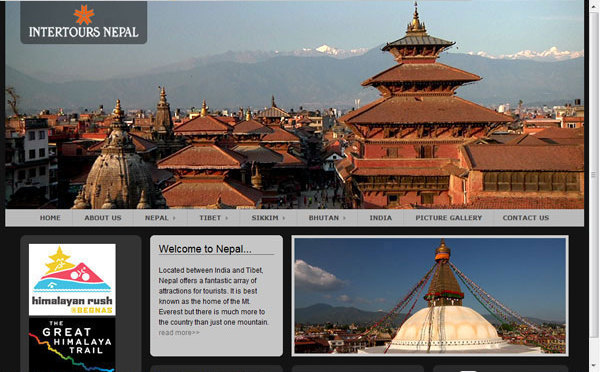 INTERTOURS NEPAL
HOME ABOUT US NEPAL TIBET SIKKIM BHUTAN INDIA PICTURE GALLERY CONTACT US
himalayan rush
BEGNAS
THE
GREAT
HIMALAYA
TRAIL
Welcome to Nepal...
Located between India and Tibet,
Nepal offers a fantastic array of
attractions for tourists. It is best
known as the home of the Mt.
Everest but there is much more to
the country than just one mountain.
read more>>